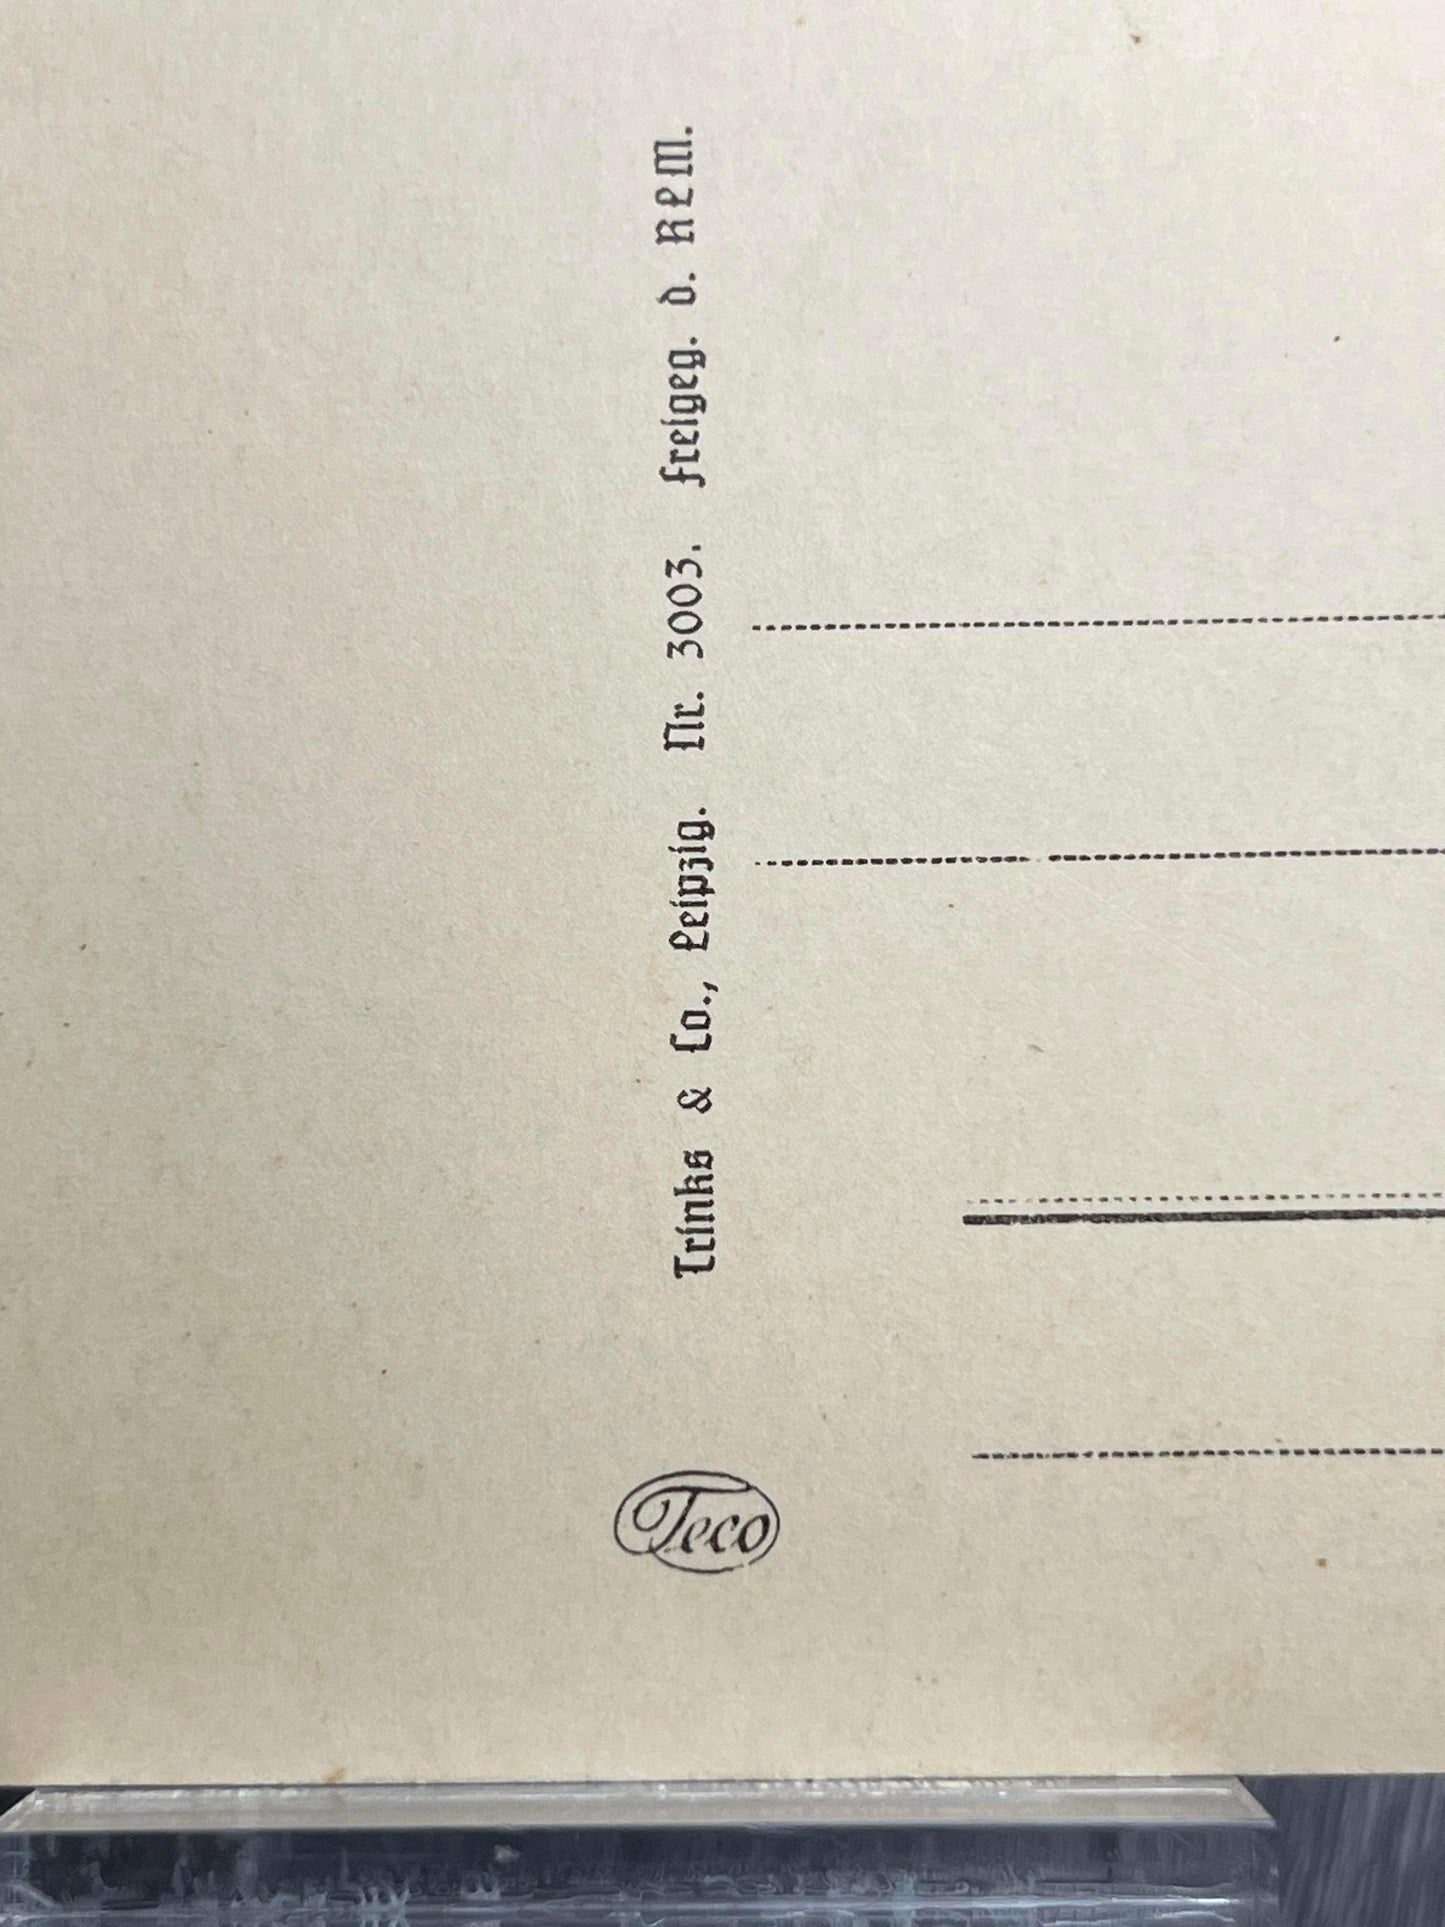 Trinks & Co., Leipzig. Nr. 3003. Freigeg. d. RLM.
Teco